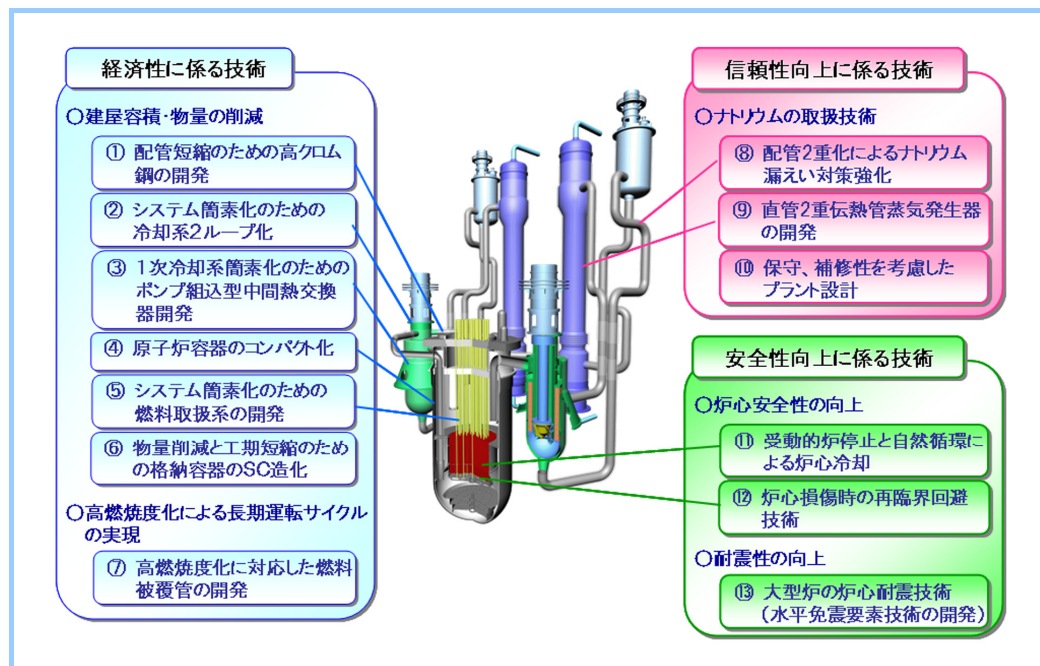 経済性に係る技術
○建屋容積・物量の削減
① 配管短縮のための高クロム
鋼の開発
② システム簡素化のための
冷却系2ループ化
③ 1次冷却系簡素化のための
ポンプ組込型中間熱交換
器開発
④ 原子炉容器のコンパクト化
⑤ システム簡素化のための
燃料取扱系の開発
⑥ 物量削減と工期短縮のため
の格納容器のSC造化
○高燃焼度化による長期運転サイクル
の実現
⑦ 高燃焼度化に対応した燃料
被覆管の開発
信頼性向上に係る技術
○ナトリウムの取扱技術
⑧ 配管2重化によるナトリウム
漏えい対策強化
⑨ 直管2重伝熱管蒸気発生器
の開発
⑩ 保守、補修性を考慮した
プラント設計
安全性向上に係る技術
○炉心安全性の向上
⑪ 受動的炉停止と自然循環に
よる炉心冷却
⑫ 炉心損傷時の再臨界回避
技術
○耐震性の向上
⑬ 大型炉の炉心耐震技術
(水平免震要素技術の開発)